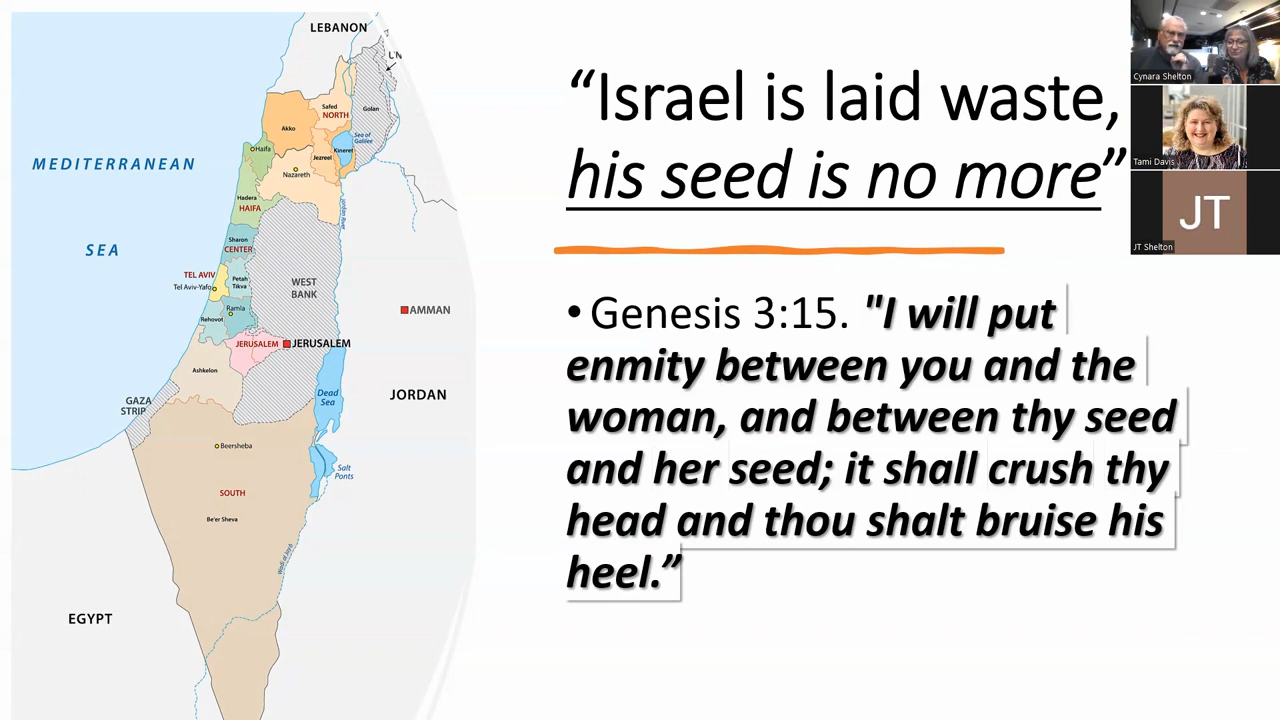 LEBANON
Golan
Safed
NORTH
Akko
Sea of
Galilee
Kineret
Haifa
Jezreel
Nazareth
MEDITERRANEAN
SEA
Hadera
HAIFA
Jordan River
Sharon
CENTER
TEL AVIV
Tel Aviv-Yafo
Petah
Tikva
WEST
BANK
Ramla
Rehovot
AMMAN
JERUSALEM
JERUSALEM
Ashkelon
Dead
Sea
JORDAN
GAZA
STRIP
Beersheba
Salt
Ponts
SOUTH
Be'er Sheva
EGYPT
“Israel is laid waste,
his seed is no more”
• Genesis 3:15. "I will put
enmity between you and the
woman, and between thy seed
and her seed; it shall crush thy
head and thou shalt bruise his
heel.”
Cynara Shelton
Tami Davis
JT
JT Shelton